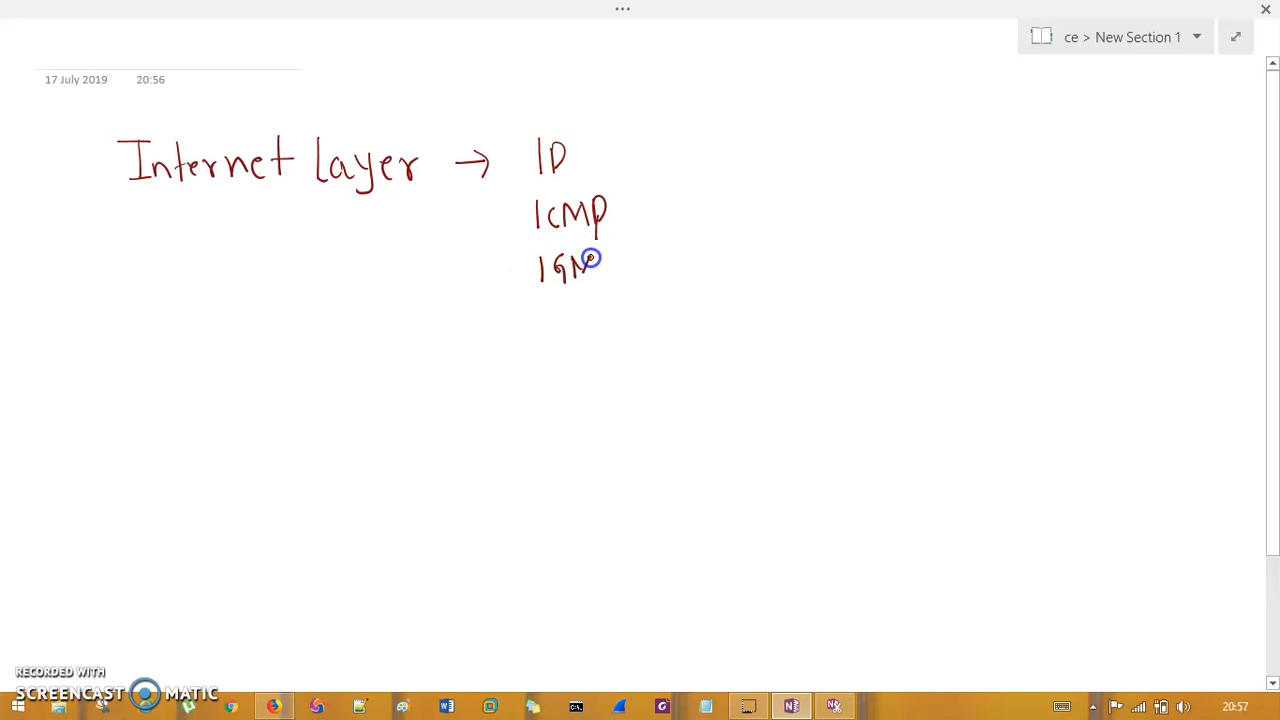 ce > New Section 1
17 July 2019 20:56
Internet Layer → IP
ICMP
IGM
RECORDED WITH
SCREENCAST MATIC
20:57